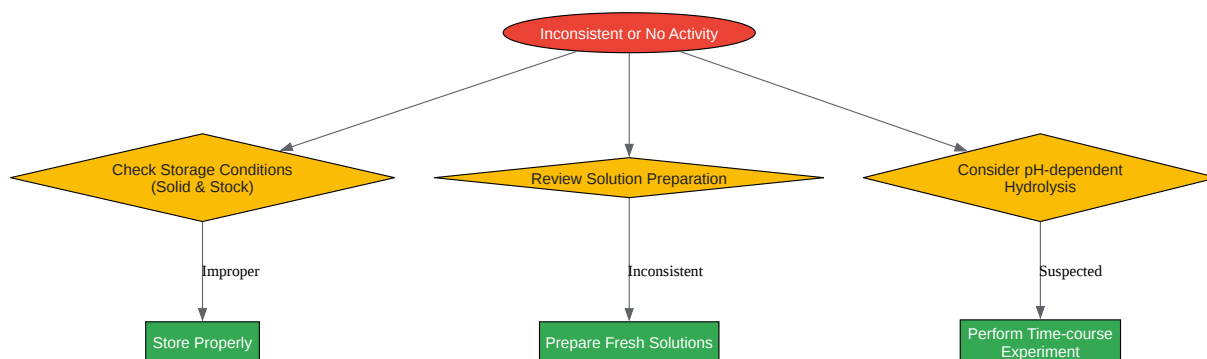 Inconsistent or No Activity
Check Storage Conditions
(Solid & Stock)
Review Solution Preparation
Consider pH-dependent
Hydrolysis
Improper
Inconsistent
Suspected
Store Properly
Prepare Fresh Solutions
Perform Time-course
Experiment